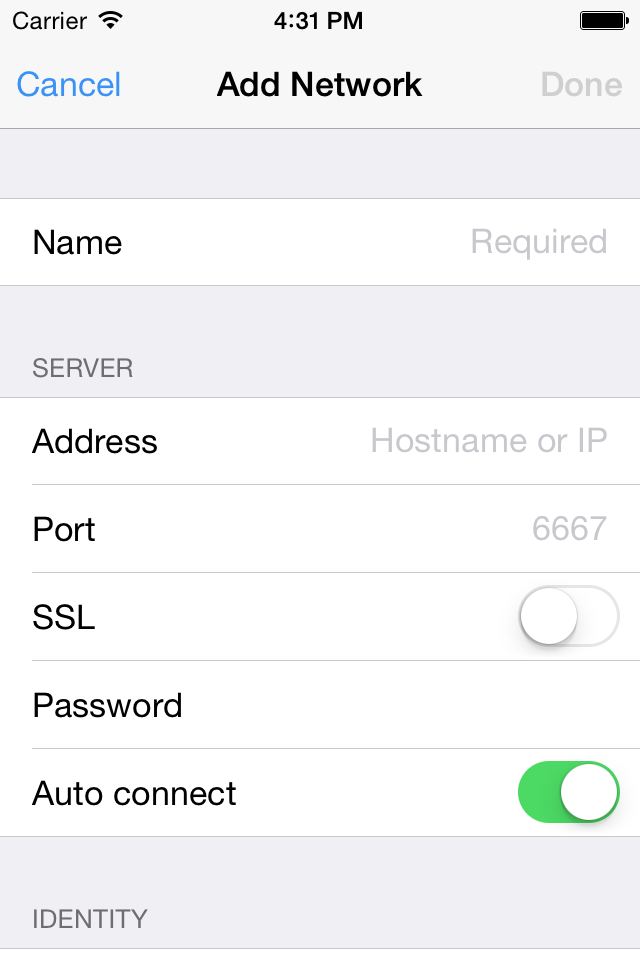 Carrier 4:31 PM
Cancel Add Network Done
Name Required
SERVER
Address Hostname or IP
Port 6667
SSL
Password
Auto connect
IDENTITY